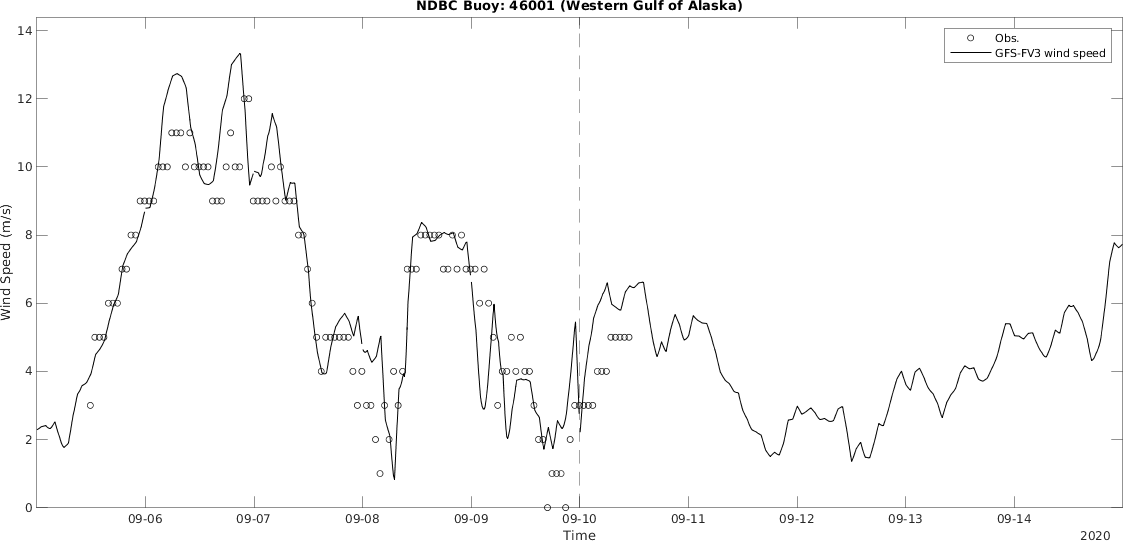 NDBC Buoy: 46001 (Western Gulf of Alaska)
14
12
10
8
6
4
2
0
Wind Speed (m/s)
Obs.
GFS-FV3 wind speed
09-06 09-07 09-08 09-09 09-10 09-11 09-12 09-13 09-14
Time
2020